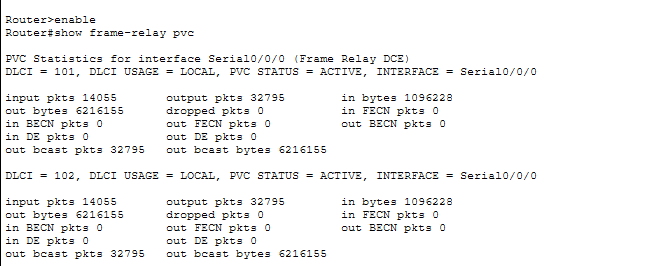 Router>enable
Router#show frame-relay pvc
PVC Statistics for interface Serial0/0/0 (Frame Relay DCE)
DLCI = 101, DLCI USAGE = LOCAL, PVC STATUS = ACTIVE, INTERFACE = Serial0/0/0
input pkts 14055 output pkts 32795 in bytes 1096228
out bytes 6216155 dropped pkts 0 in FECN pkts 0
in BECN pkts 0 out FECN pkts 0 out BECN pkts 0
in DE pkts 0 out DE pkts 0
out bcast pkts 32795 out bcast bytes 6216155
DLCI = 102, DLCI USAGE = LOCAL, PVC STATUS = ACTIVE, INTERFACE = Serial0/0/0
input pkts 14055 output pkts 32795 in bytes 1096228
out bytes 6216155 dropped pkts 0 in FECN pkts 0
in BECN pkts 0 out FECN pkts 0 out BECN pkts 0
in DE pkts 0 out DE pkts 0
out bcast pkts 32795 out bcast bytes 6216155